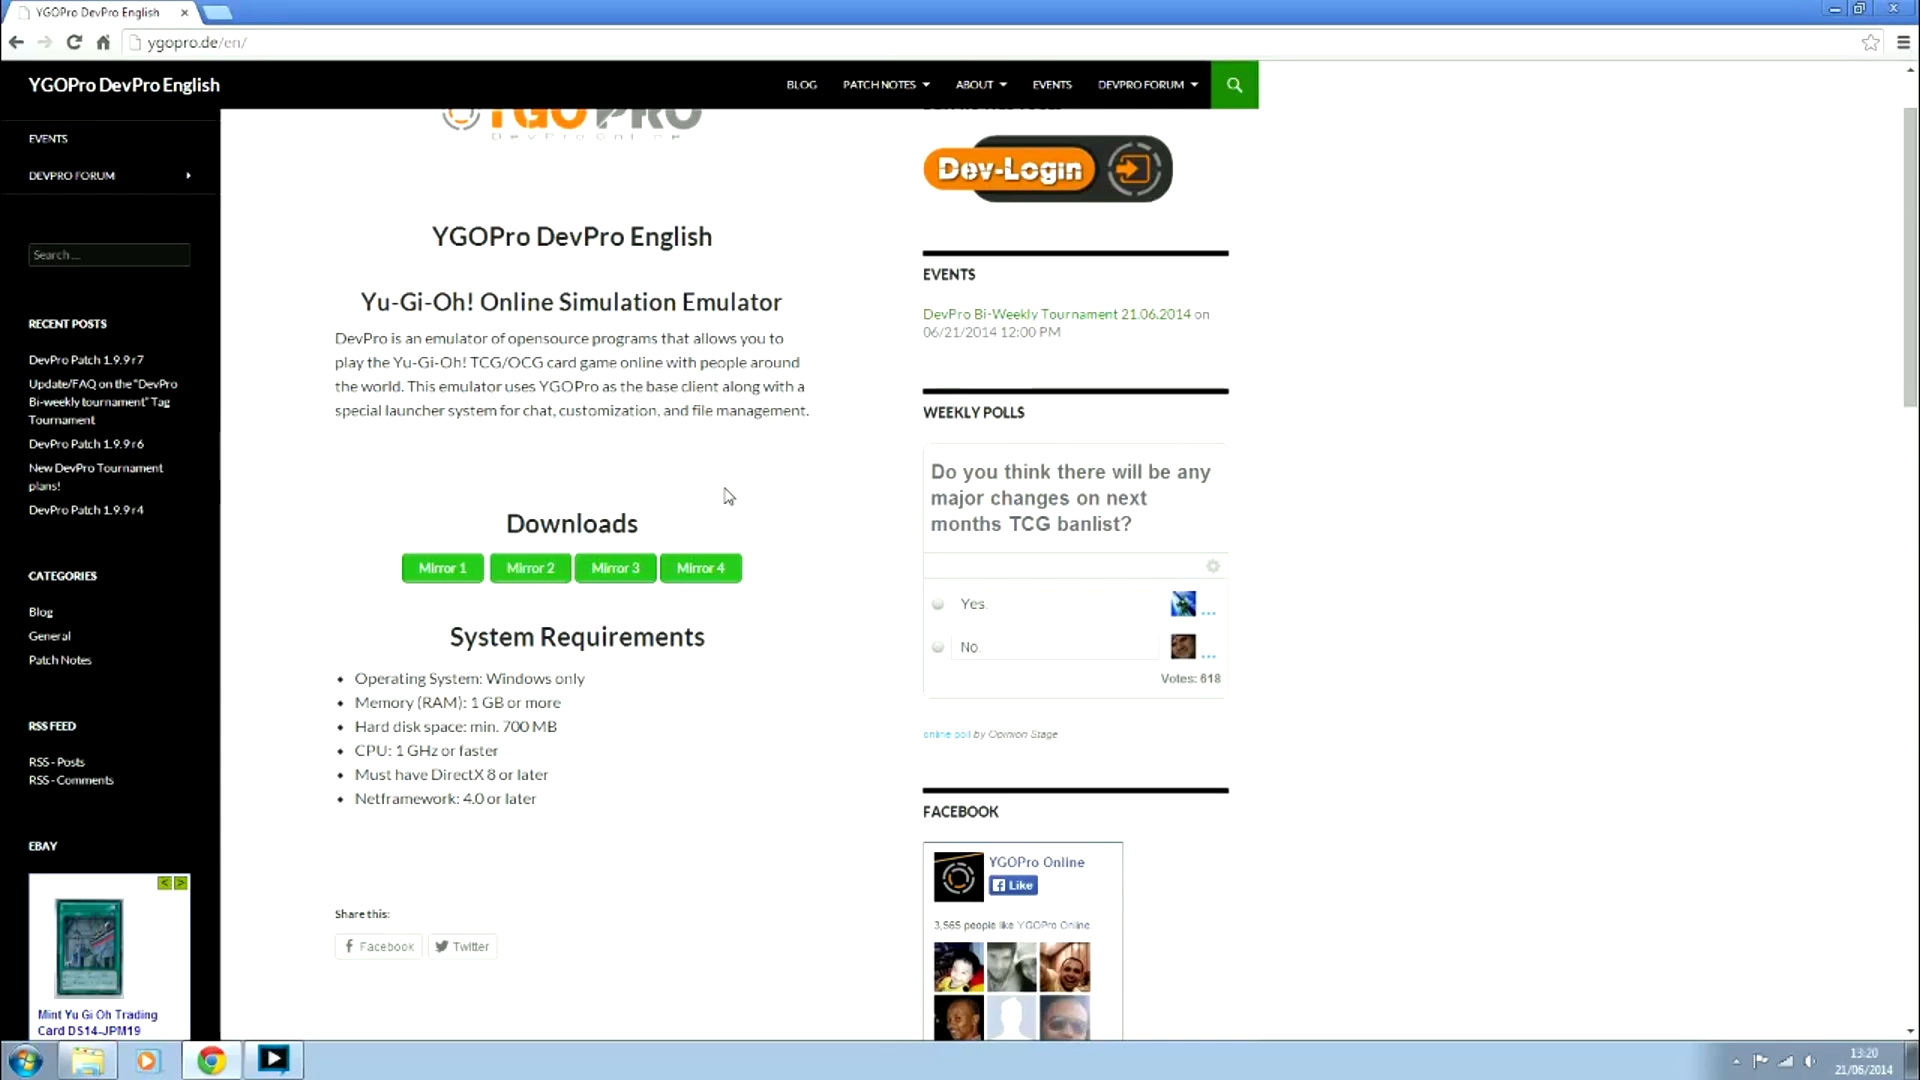 YGOPro DevPro English
ygopro.de/en/
YGOPro DevPro English
BLOG
PATCH NOTES
ABOUT
EVENTS
DEVPRO FORUM
EVENTS
DEVPRO FORUM
Search ...
RECENT POSTS
DevPro Patch 1.9.9 r7
Update/FAQ on the "DevPro
Bi-weekly tournament" Tag
Tournament
DevPro Patch 1.9.9 r6
New DevPro Tournament
plans!
DevPro Patch 1.9.9 r4
CATEGORIES
Blog
General
Patch Notes
RSS FEED
RSS - Posts
RSS - Comments
EBAY
Mint Yu Gi Oh Trading
Card DS14-JPM19
YGOPRO
DevProOnline
YGOPro DevPro English
Yu-Gi-Oh! Online Simulation Emulator
DevPro is an emulator of opensource programs that allows you to
play the Yu-Gi-Oh! TCG/OCG card game online with people around
the world. This emulator uses YGOPro as the base client along with a
special launcher system for chat, customization, and file management.
Downloads
Mirror 1
Mirror 2
Mirror 3
Mirror 4
System Requirements
Operating System: Windows only
Memory (RAM): 1 GB or more
Hard disk space: min. 700 MB
CPU: 1 GHz or faster
Must have DirectX 8 or later
Netframework: 4.0 or later
Share this:
Facebook
Twitter
Dev-Login
EVENTS
DevPro Bi-Weekly Tournament 21.06.2014 on
06/21/2014 12:00 PM
WEEKLY POLLS
Do you think there will be any
major changes on next
months TCG banlist?
Yes.
...
No.
...
Votes: 618
online poll by Opinion Stage
FACEBOOK
YGOPro Online
Like
3,565 people like YGOPro Online.
13:20
21/06/2014